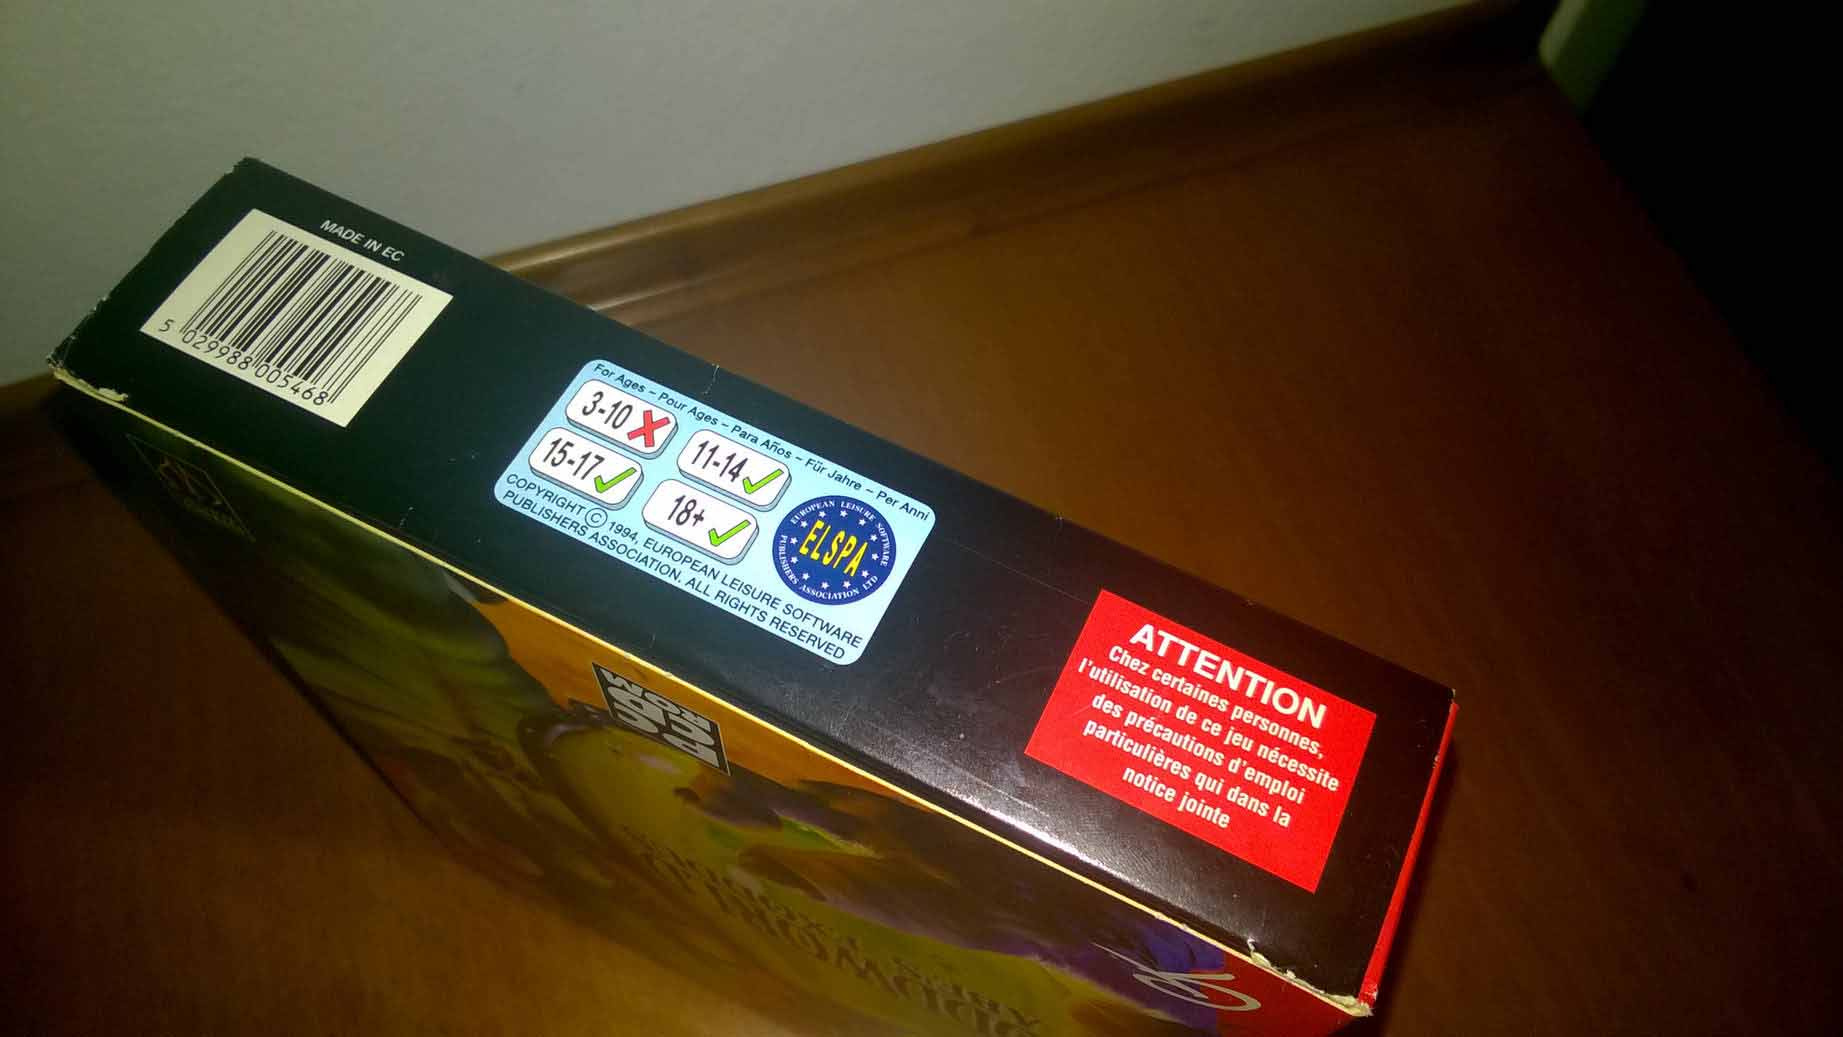 MADE IN EC
5 029988 005468
For Ages – Pour Ages – Para Años – Für Jahre – Per Anni
3-10
11-14
15-17
18+
EUROPEAN LEISURE SOFTWARE
PUBLISHERS ASSOCIATION LTD
ELSPA
COPYRIGHT © 1994, EUROPEAN LEISURE SOFTWARE
PUBLISHERS ASSOCIATION. ALL RIGHTS RESERVED
ATTENTION
Chez certaines personnes,
l'utilisation de ce jeu nécessite
des précautions d'emploi
particulières qui dans la
notice jointe
PC
CD
ROM